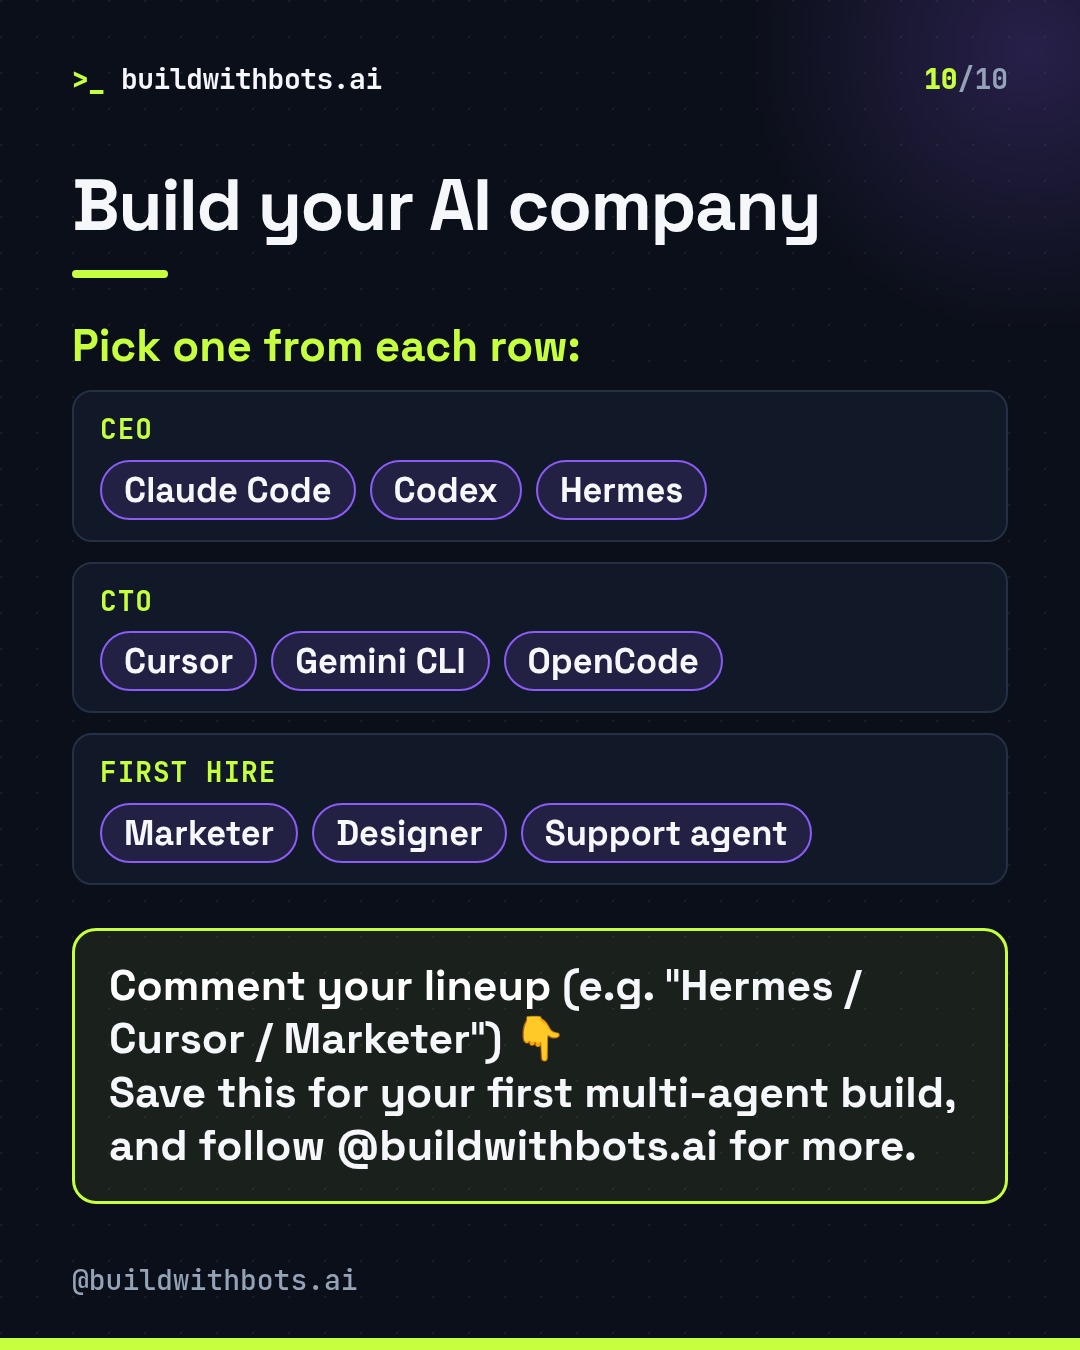 >_ buildwithbots.ai
10/10
Build your AI company
Pick one from each row:
CEO
Claude Code Codex Hermes
CTO
Cursor Gemini CLI OpenCode
FIRST HIRE
Marketer Designer Support agent
Comment your lineup (e.g. "Hermes /
Cursor / Marketer") 👇
Save this for your first multi-agent build,
and follow @buildwithbots.ai for more.
@buildwithbots.ai